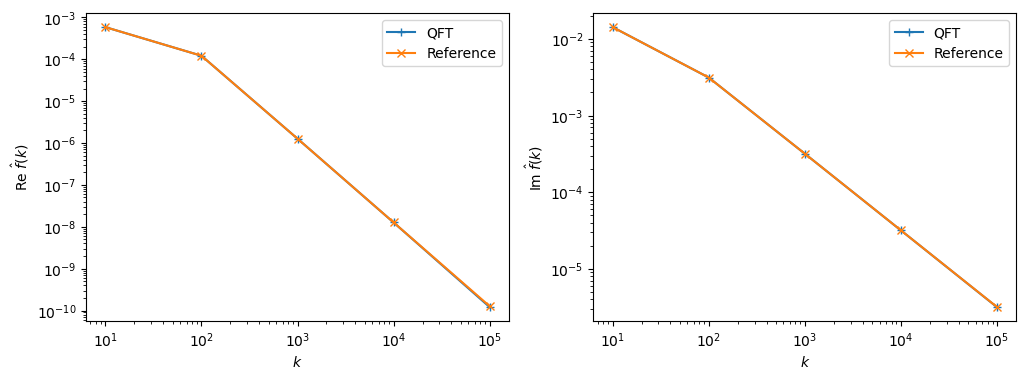 Re f̂(k)
10⁻³
10⁻⁴
10⁻⁵
10⁻⁶
10⁻⁷
10⁻⁸
10⁻⁹
10⁻¹⁰
QFT
Reference
10¹ 10² 10³ 10⁴ 10⁵
k
Im f̂(k)
10⁻²
10⁻³
10⁻⁴
10⁻⁵
QFT
Reference
10¹ 10² 10³ 10⁴ 10⁵
k